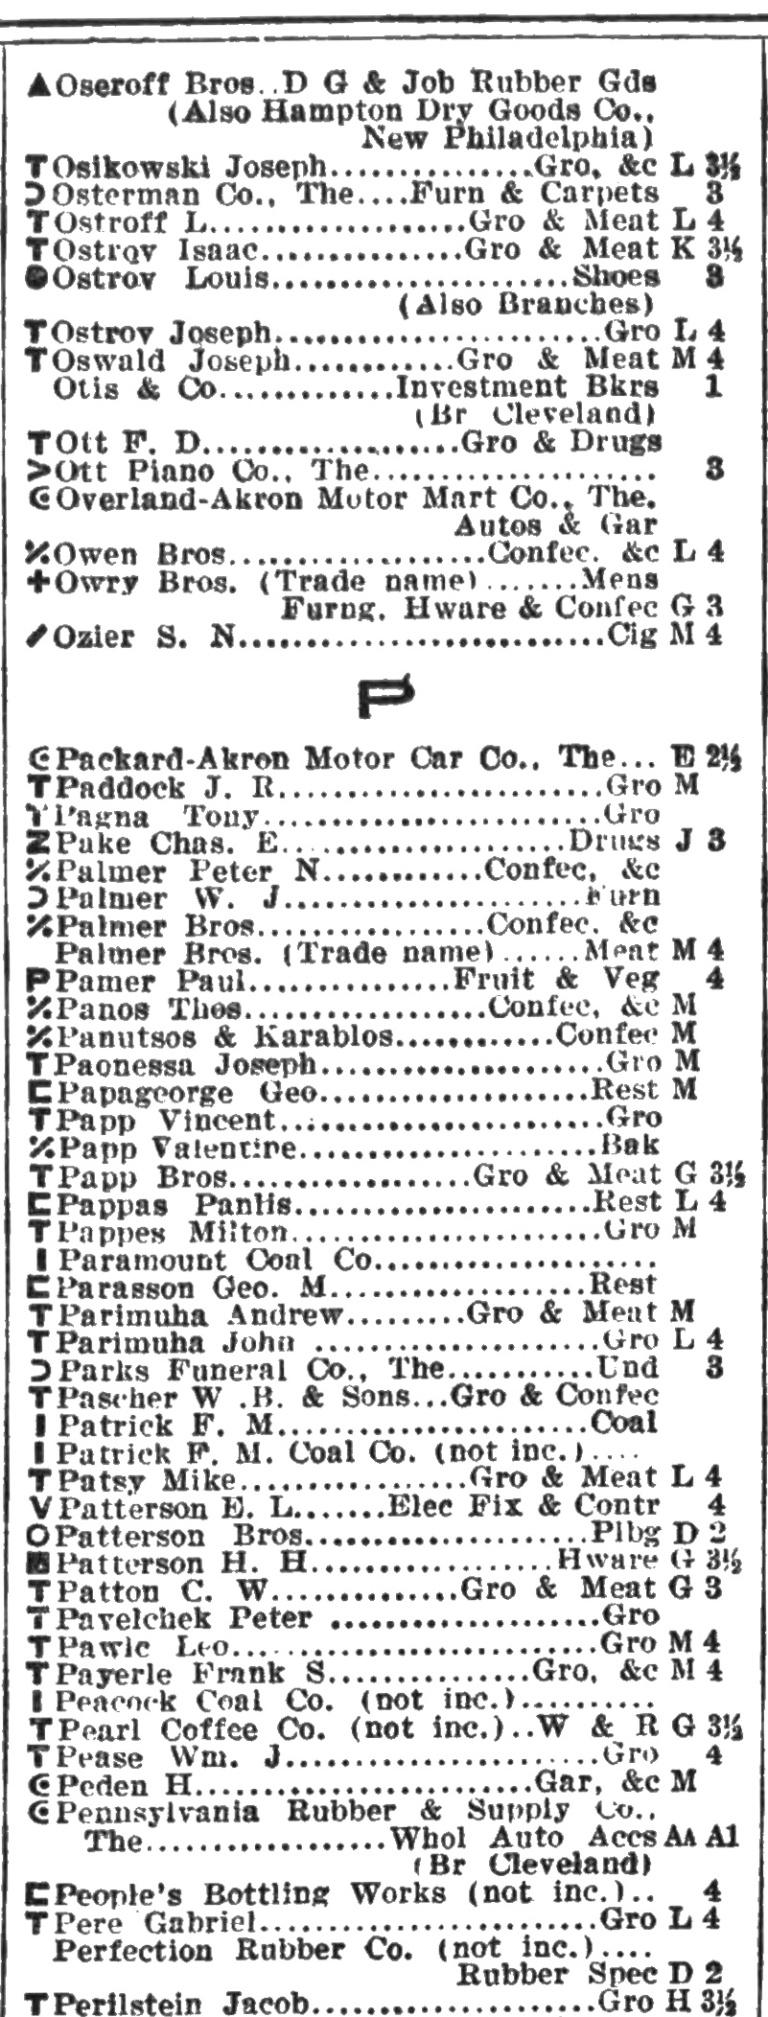 ▲Oseroff Bros..D G & Job Rubber Gds
(Also Hampton Dry Goods Co.,
New Philadelphia)
T Osikowski Joseph...............Gro, &c L 3½
Ɔ Osterman Co., The....Furn & Carpets 3
T Ostroff L...................Gro & Meat L 4
T Ostrov Isaac...............Gro & Meat K 3½
● Ostrov Louis......................Shoes 3
(Also Branches)
T Ostrov Joseph........................Gro L 4
T Oswald Joseph............Gro & Meat M 4
Otis & Co.............Investment Bkrs 1
(Br Cleveland)
T Ott F. D....................Gro & Drugs
> Ott Piano Co., The..................... 3
Є Overland-Akron Motor Mart Co., The.
Autos & Gar
⁒ Owen Bros...................Confec. &c L 4
+ Owry Bros. (Trade name).......Mens
Furng. Hware & Confec G 3
/ Ozier S. N...........................Cig M 4
P
Є Packard-Akron Motor Car Co., The... E 2½
T Paddock J. R.......................Gro M
Y Pagna Tony........................Gro
Z Pake Chas. E....................Drugs J 3
⁒ Palmer Peter N...........Confec, &c
Ɔ Palmer W. J.....................Furn
⁒ Palmer Bros................Confec. &c
Palmer Bros. (Trade name)......Meat M 4
P Pamer Paul..............Fruit & Veg 4
⁒ Panos Thos.................Confec, &c M
⁒ Panutsos & Karablos............Confec M
T Paonessa Joseph....................Gro M
⊏ Papageorge Geo...................Rest M
T Papp Vincent.......................Gro
⁒ Papp Valentine.....................Bak
T Papp Bros.................Gro & Meat G 3½
⊏ Pappas Pantis.....................Rest L 4
T Pappes Milton......................Gro M
I Paramount Coal Co...................
⊏ Parasson Geo. M.................Rest
T Parimuha Andrew.........Gro & Meat M
T Parimuha John .....................Gro L 4
Ɔ Parks Funeral Co., The...........Und 3
T Pascher W .B. & Sons...Gro & Confec
I Patrick F. M.....................Coal
I Patrick F. M. Coal Co. (not inc.)....
T Patsy Mike.................Gro & Meat L 4
V Patterson E. L.......Elec Fix & Contr 4
O Patterson Bros....................Plbg D 2
Patterson H. H.................Hware G 3½
T Patton C. W..............Gro & Meat G 3
T Pavelchek Peter ...................Gro
T Pawlc Leo..........................Gro M 4
T Payerle Frank S..............Gro, &c M 4
I Peacock Coal Co. (not inc.)..........
T Pearl Coffee Co. (not inc.)..W & R G 3½
T Pease Wm. J......................Gro 4
Є Peden H.......................Gar, &c M
Є Pennsylvania Rubber & Supply Co.,
The.................Whol Auto Accs AA A1
(Br Cleveland)
⊏ People's Bottling Works (not inc.).. 4
T Pere Gabriel........................Gro L 4
Perfection Rubber Co. (not inc.)....
Rubber Spec D 2
T Perilstein Jacob....................Gro H 3½